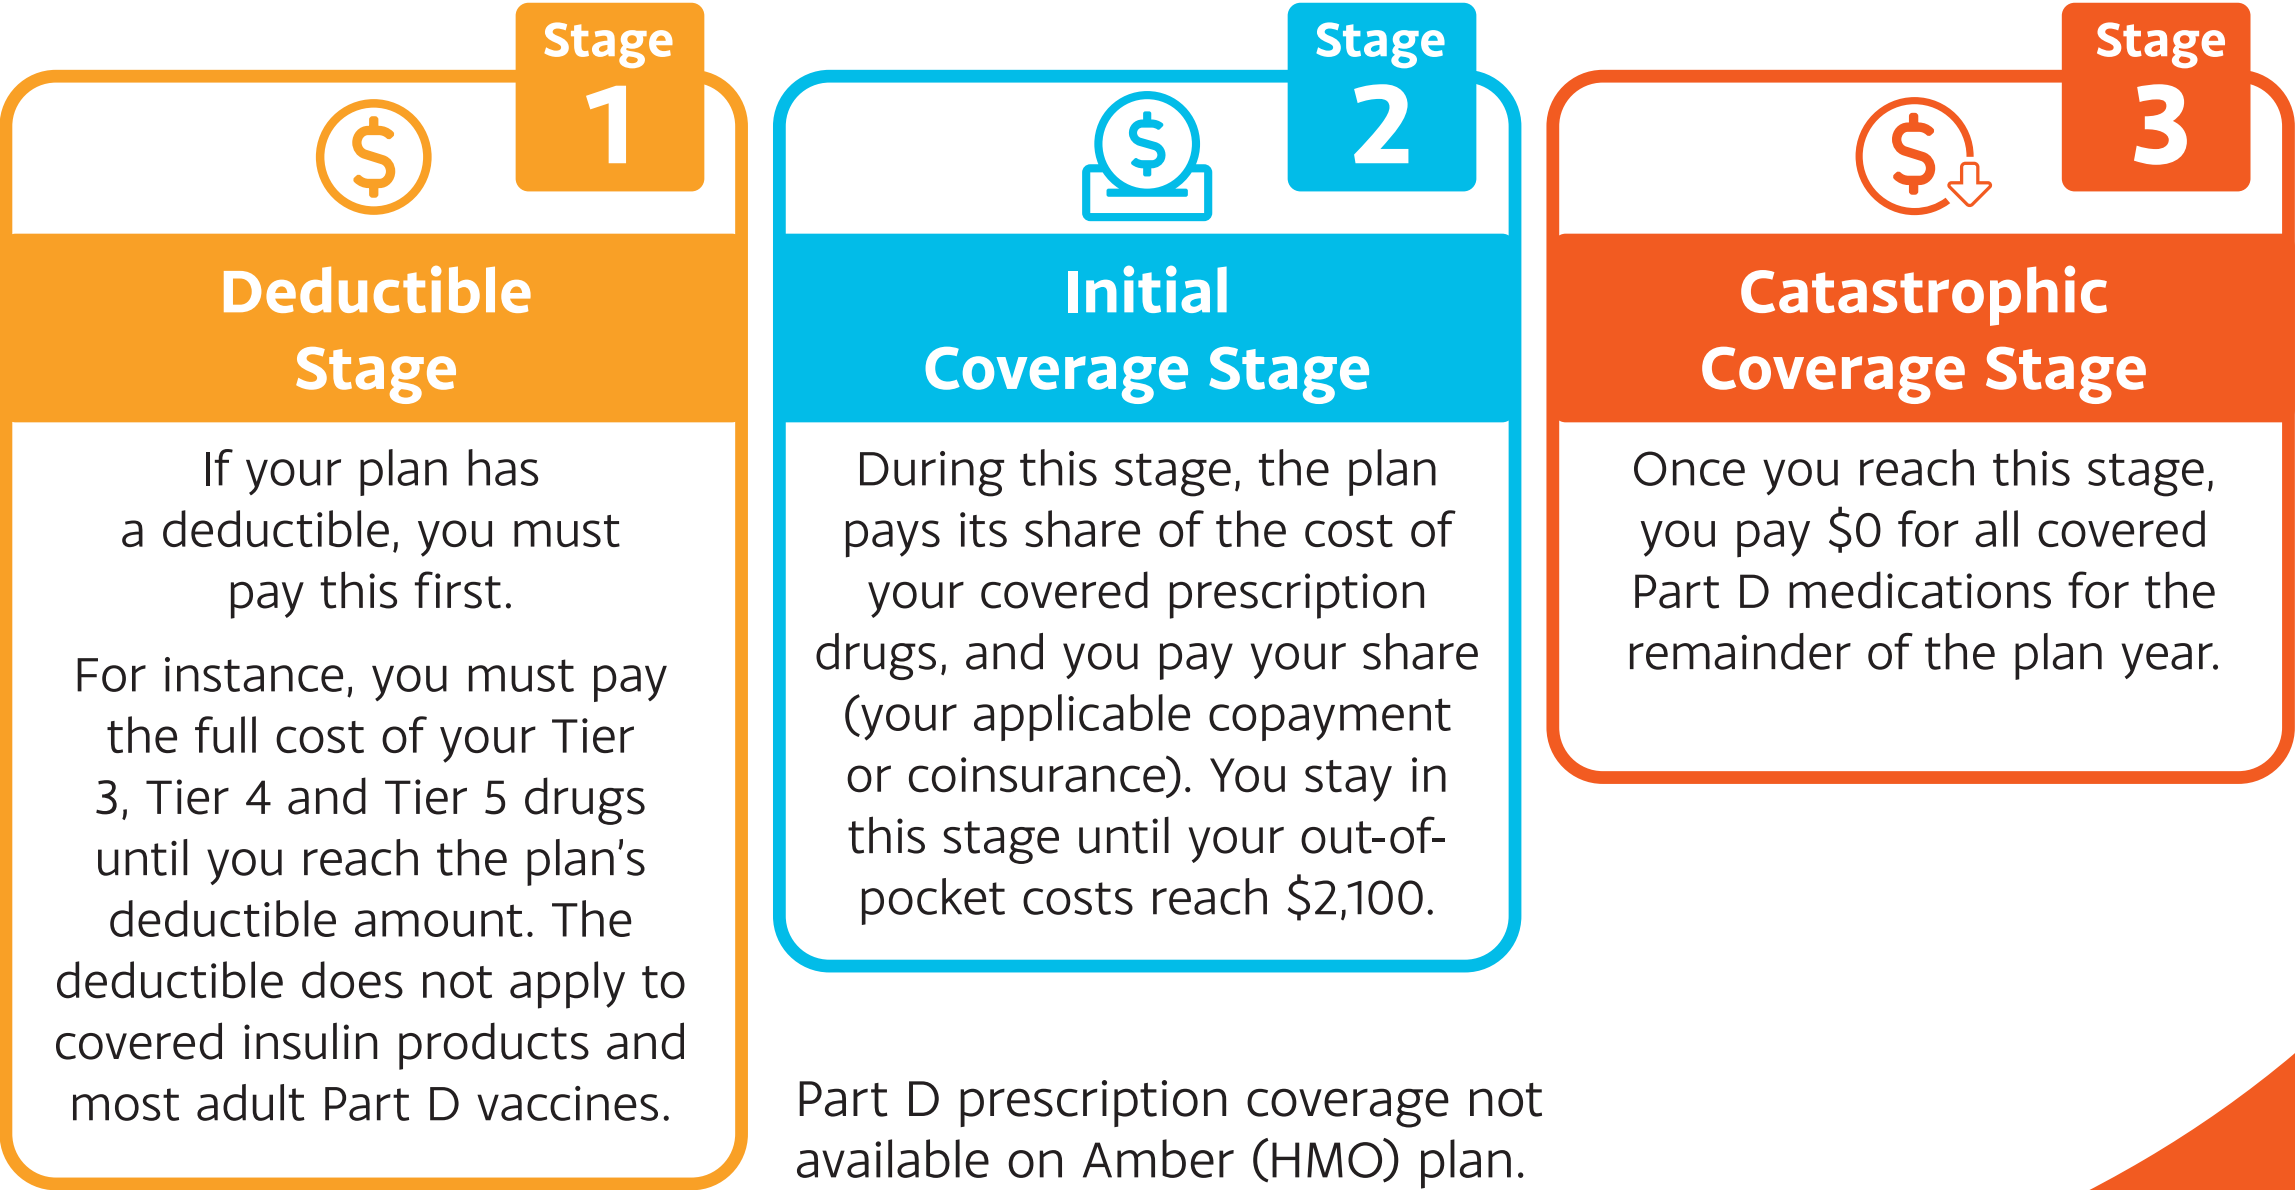 Stage
1
Deductible
Stage
If your plan has
a deductible, you must
pay this first.
For instance, you must pay
the full cost of your Tier
3, Tier 4 and Tier 5 drugs
until you reach the plan’s
deductible amount. The
deductible does not apply to
covered insulin products and
most adult Part D vaccines.
Stage
2
Initial
Coverage Stage
During this stage, the plan
pays its share of the cost of
your covered prescription
drugs, and you pay your share
(your applicable copayment
or coinsurance). You stay in
this stage until your out-of-
pocket costs reach $2,100.
Stage
3
Catastrophic
Coverage Stage
Once you reach this stage,
you pay $0 for all covered
Part D medications for the
remainder of the plan year.
Part D prescription coverage not
available on Amber (HMO) plan.